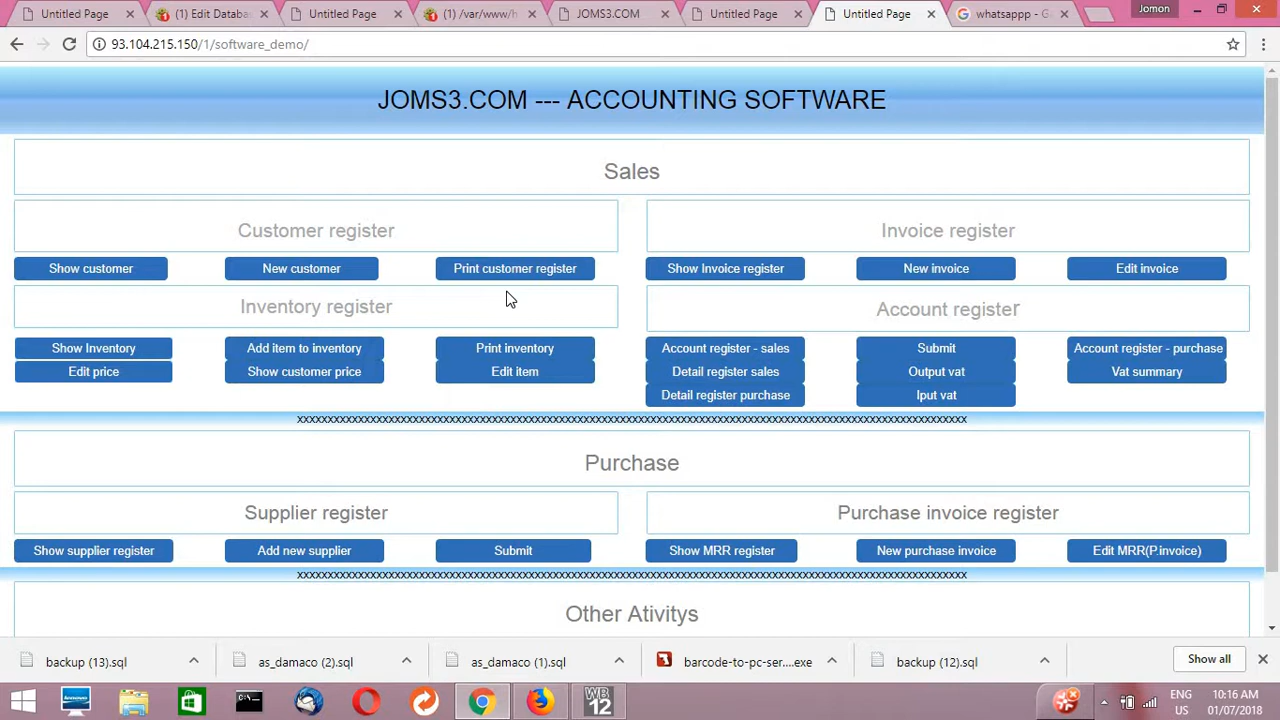 Untitled Page
(1) Edit Databa
Untitled Page
(1) /var/www/h
JOMS3.COM
Untitled Page
Untitled Page
whatsappp - G
Jomon
93.104.215.150/1/software_demo/
JOMS3.COM --- ACCOUNTING SOFTWARE
Sales
Customer register
Invoice register
Show customer
New customer
Print customer register
Show Invoice register
New invoice
Edit invoice
Inventory register
Account register
Show Inventory
Add item to inventory
Print inventory
Account register - sales
Submit
Account register - purchase
Edit price
Show customer price
Edit item
Detail register sales
Output vat
Vat summary
Detail register purchase
Iput vat
Purchase
Supplier register
Purchase invoice register
Show supplier register
Add new supplier
Submit
Show MRR register
New purchase invoice
Edit MRR(P.invoice)
Other Ativitys
backup (13).sql
as_damaco (2).sql
as_damaco (1).sql
barcode-to-pc-ser....exe
backup (12).sql
Show all
WB
12
ENG
US
10:16 AM
01/07/2018